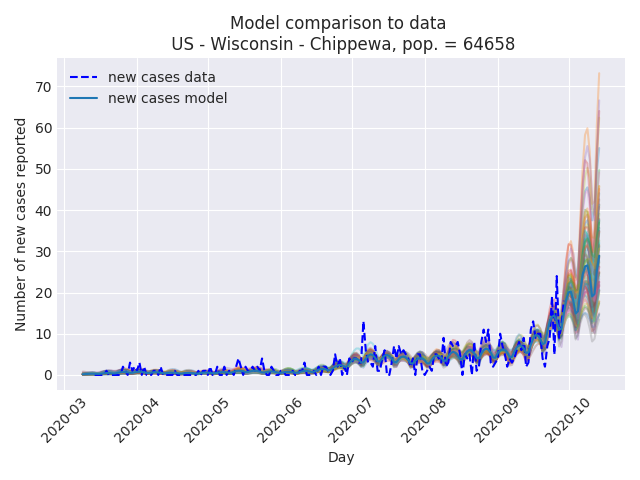 Model comparison to data
US - Wisconsin - Chippewa, pop. = 64658
new cases data
new cases model
Number of new cases reported
70
60
50
40
30
20
10
0
2020-03
2020-04
2020-05
2020-06
2020-07
2020-08
2020-09
2020-10
Day